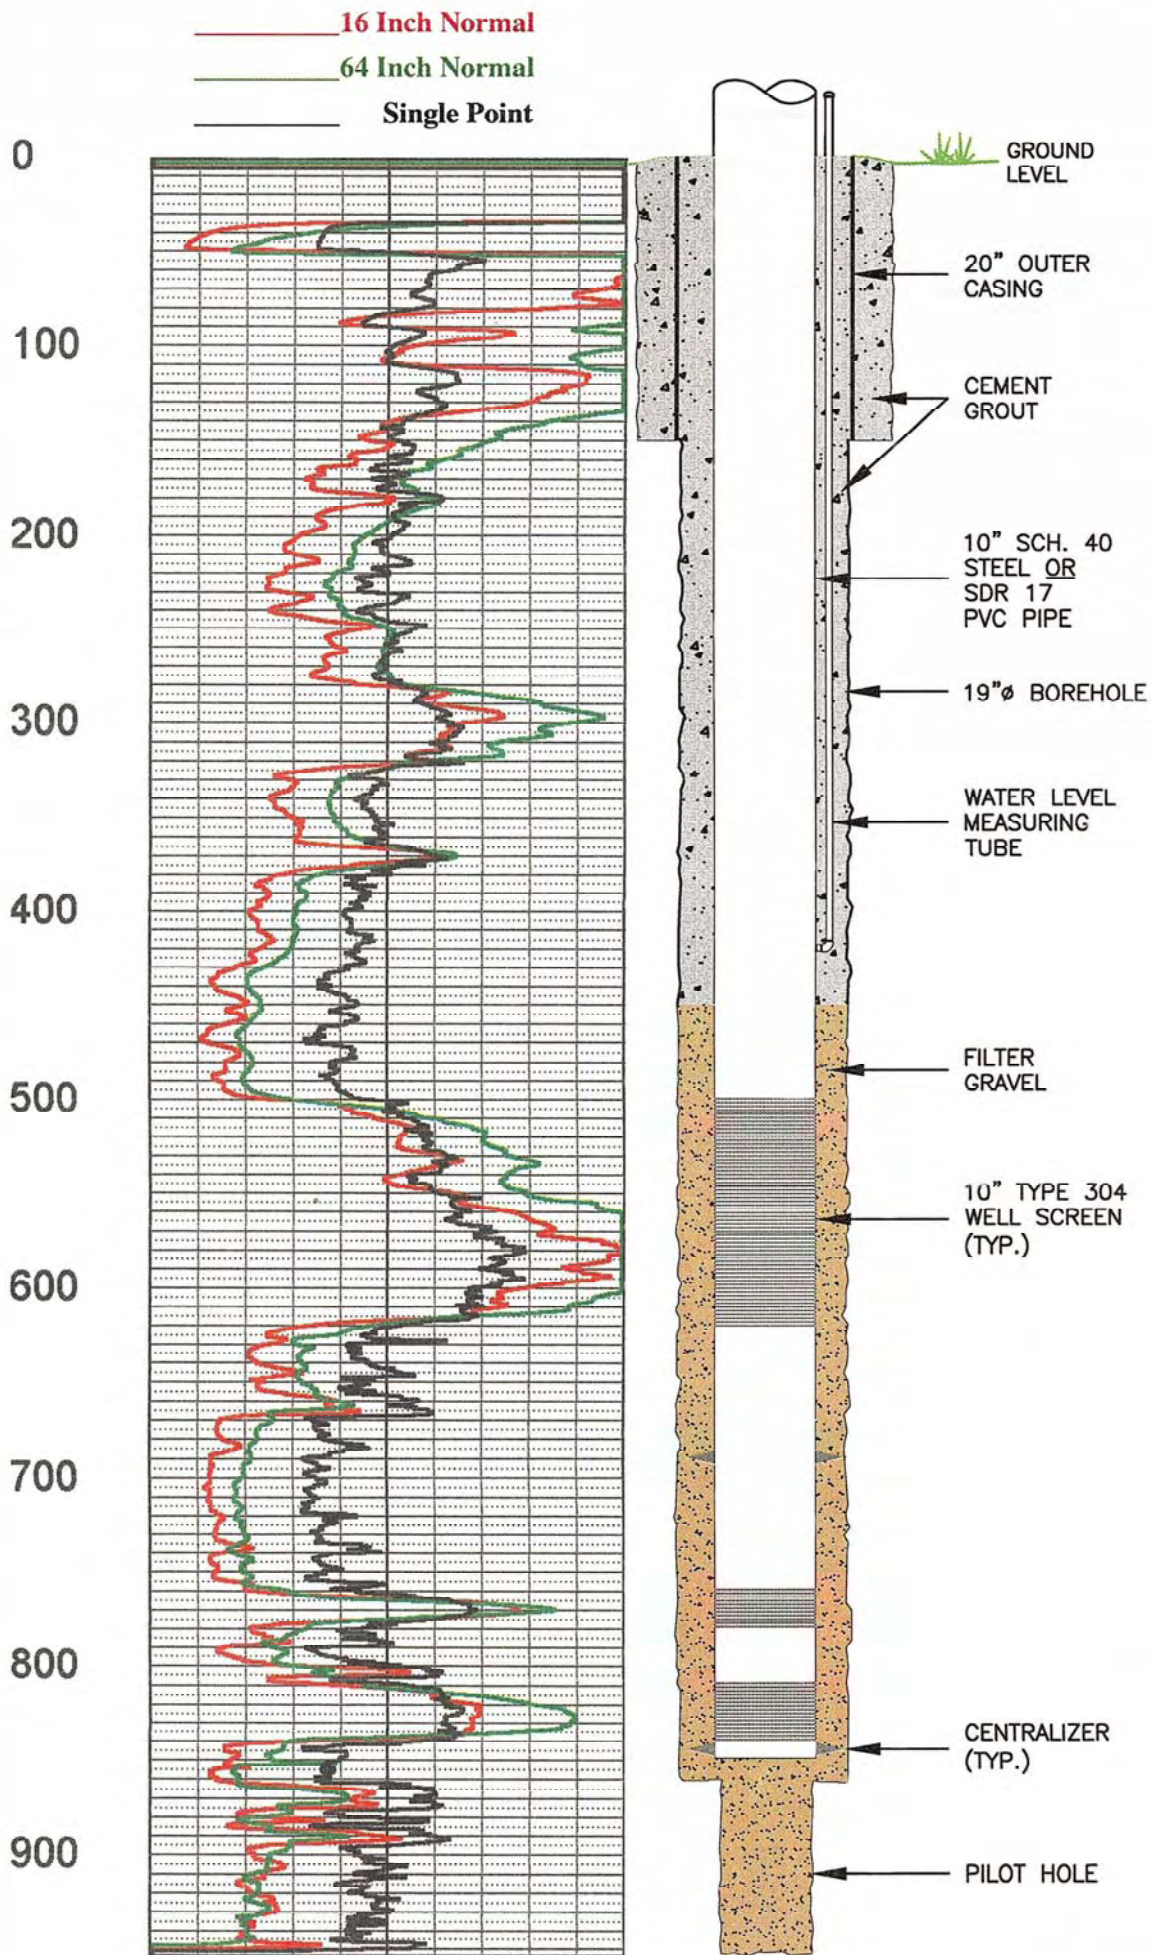 16 Inch Normal
64 Inch Normal
Single Point
0
100
200
300
400
500
600
700
800
900
GROUND
LEVEL
20" OUTER
CASING
CEMENT
GROUT
10" SCH. 40
STEEL OR
SDR 17
PVC PIPE
19"ø BOREHOLE
WATER LEVEL
MEASURING
TUBE
FILTER
GRAVEL
10" TYPE 304
WELL SCREEN
(TYP.)
CENTRALIZER
(TYP.)
PILOT HOLE